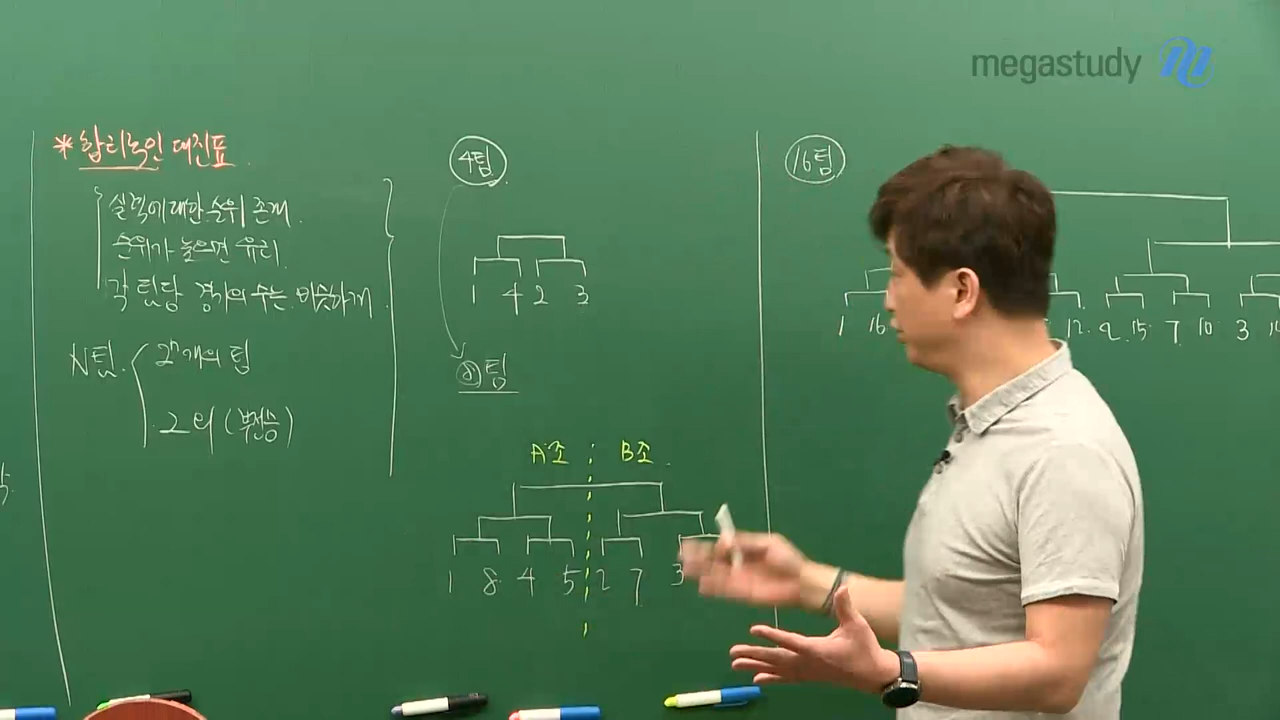 megastudy
* 합리적인 대진표.
실력에 대한 순위 존재.
순위가 높으면 유리.
각 팀당 경기의 수는 비슷하게.
N팀.
2ⁿ개의 팀
그 외 (부전승)
4팀
1 4 2 3
8팀
A조 B조.
1 8 4 5 2 7 3
16팀
1 16 12 2 15 7 10 3